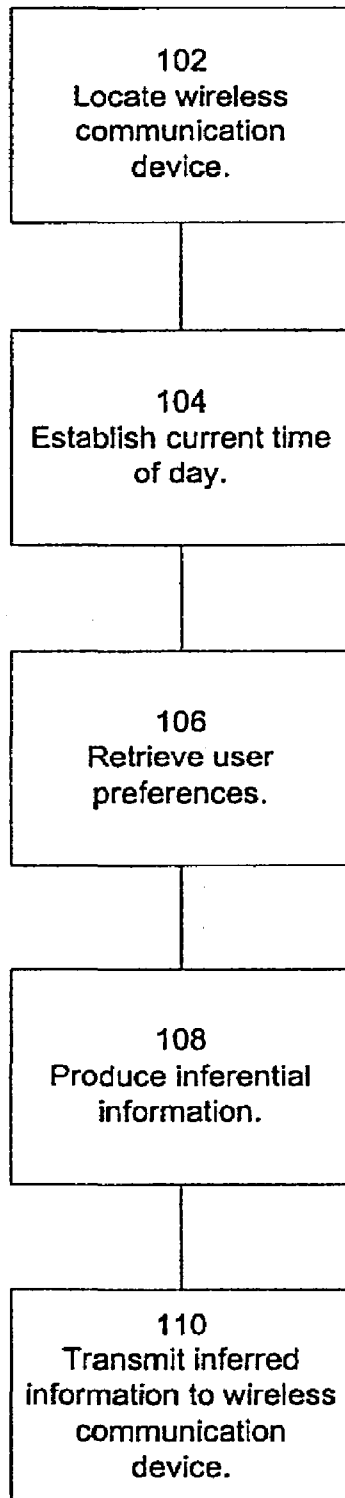 102
Locate wireless
communication
device.
104
Establish current time
of day.
106
Retrieve user
preferences.
108
Produce inferential
information.
110
Transmit inferred
information to wireless
communication
device.